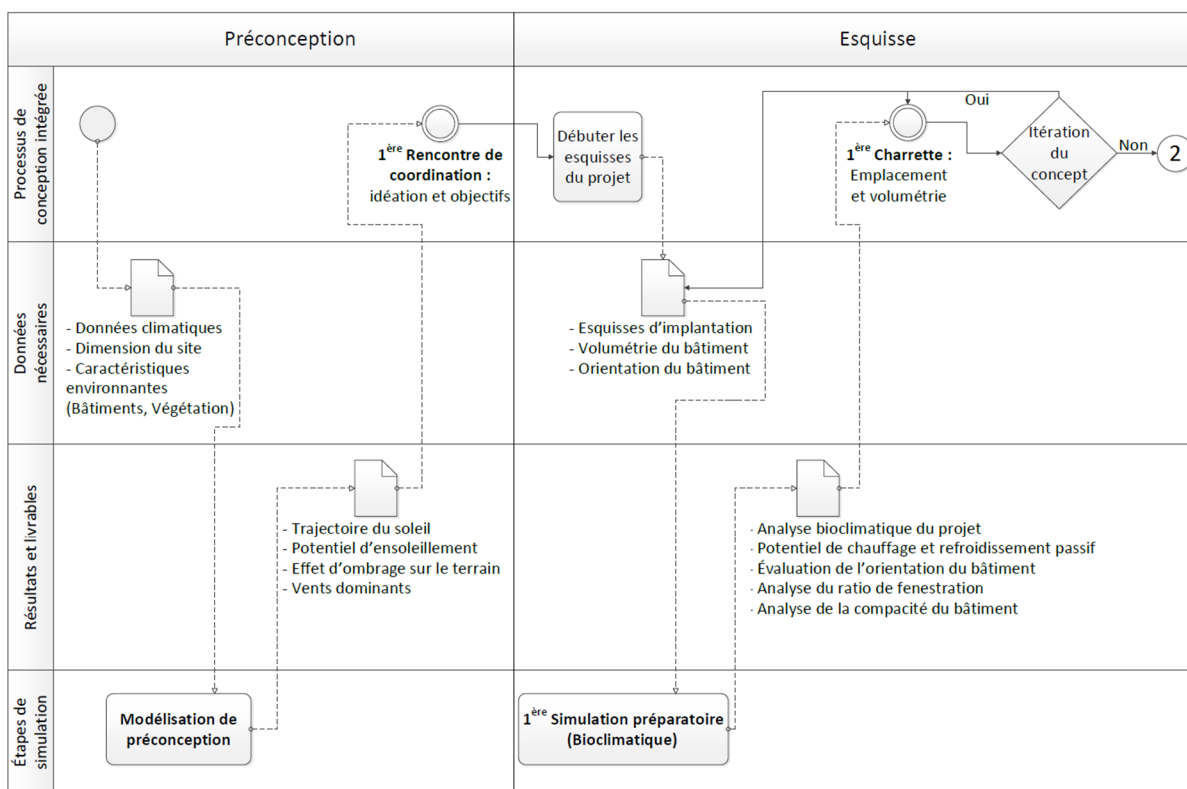 Préconception
Esquisse
Processus de
conception intégrée
1ère Rencontre de
coordination :
idéation et objectifs
Débuter les
esquisses
du projet
1ère Charrette :
Emplacement
et volumétrie
Oui
Itération
du
concept
Non
2
Données
nécessaires
- Données climatiques
- Dimension du site
- Caractéristiques
environnantes
(Bâtiments, Végétation)
- Esquisses d’implantation
- Volumétrie du bâtiment
- Orientation du bâtiment
Résultats et livrables
- Trajectoire du soleil
- Potentiel d’ensoleillement
- Effet d’ombrage sur le terrain
- Vents dominants
· Analyse bioclimatique du projet
· Potentiel de chauffage et refroidissement passif
· Évaluation de l’orientation du bâtiment
· Analyse du ratio de fenestration
· Analyse de la compacité du bâtiment
Étapes de
simulation
Modélisation de
préconception
1ère Simulation préparatoire
(Bioclimatique)